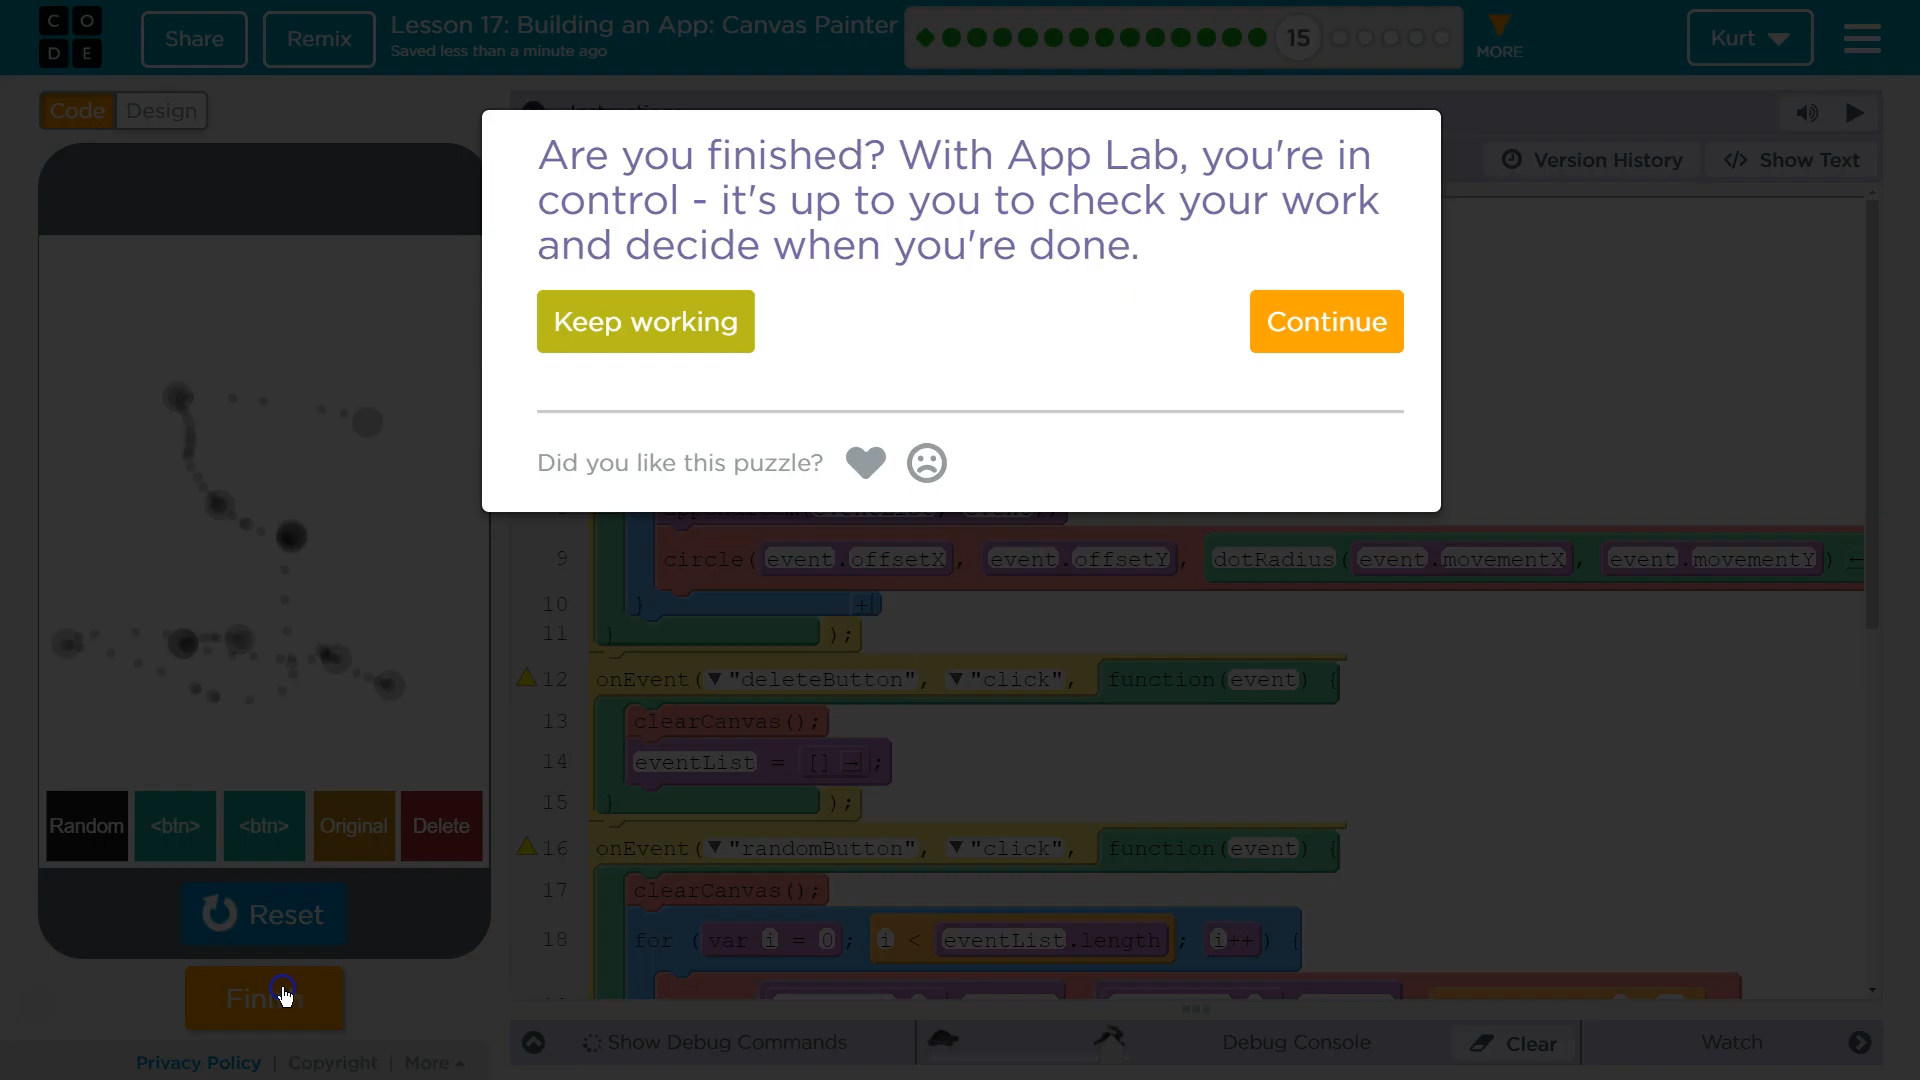 C O
D E
Share
Remix
Lesson 17: Building an App: Canvas Painter
Saved less than a minute ago
15
MORE
Kurt
Code
Design
Version History
</> Show Text
Are you finished? With App Lab, you're in
control - it's up to you to check your work
and decide when you're done.
Keep working
Continue
Did you like this puzzle?
9 circle(event.offsetX, event.offsetY, dotRadius(event.movementX, event.movementY)
10 }
11 });
12 onEvent(▼"deleteButton", ▼"click", function(event) {
13 clearCanvas();
14 eventList = [];
15 });
16 onEvent(▼"randomButton", ▼"click", function(event) {
17 clearCanvas();
18 for (var i = 0; i < eventList.length; i++) {
Random
<btn>
<btn>
Original
Delete
Reset
Privacy Policy | Copyright | More
Show Debug Commands
Debug Console
Clear
Watch